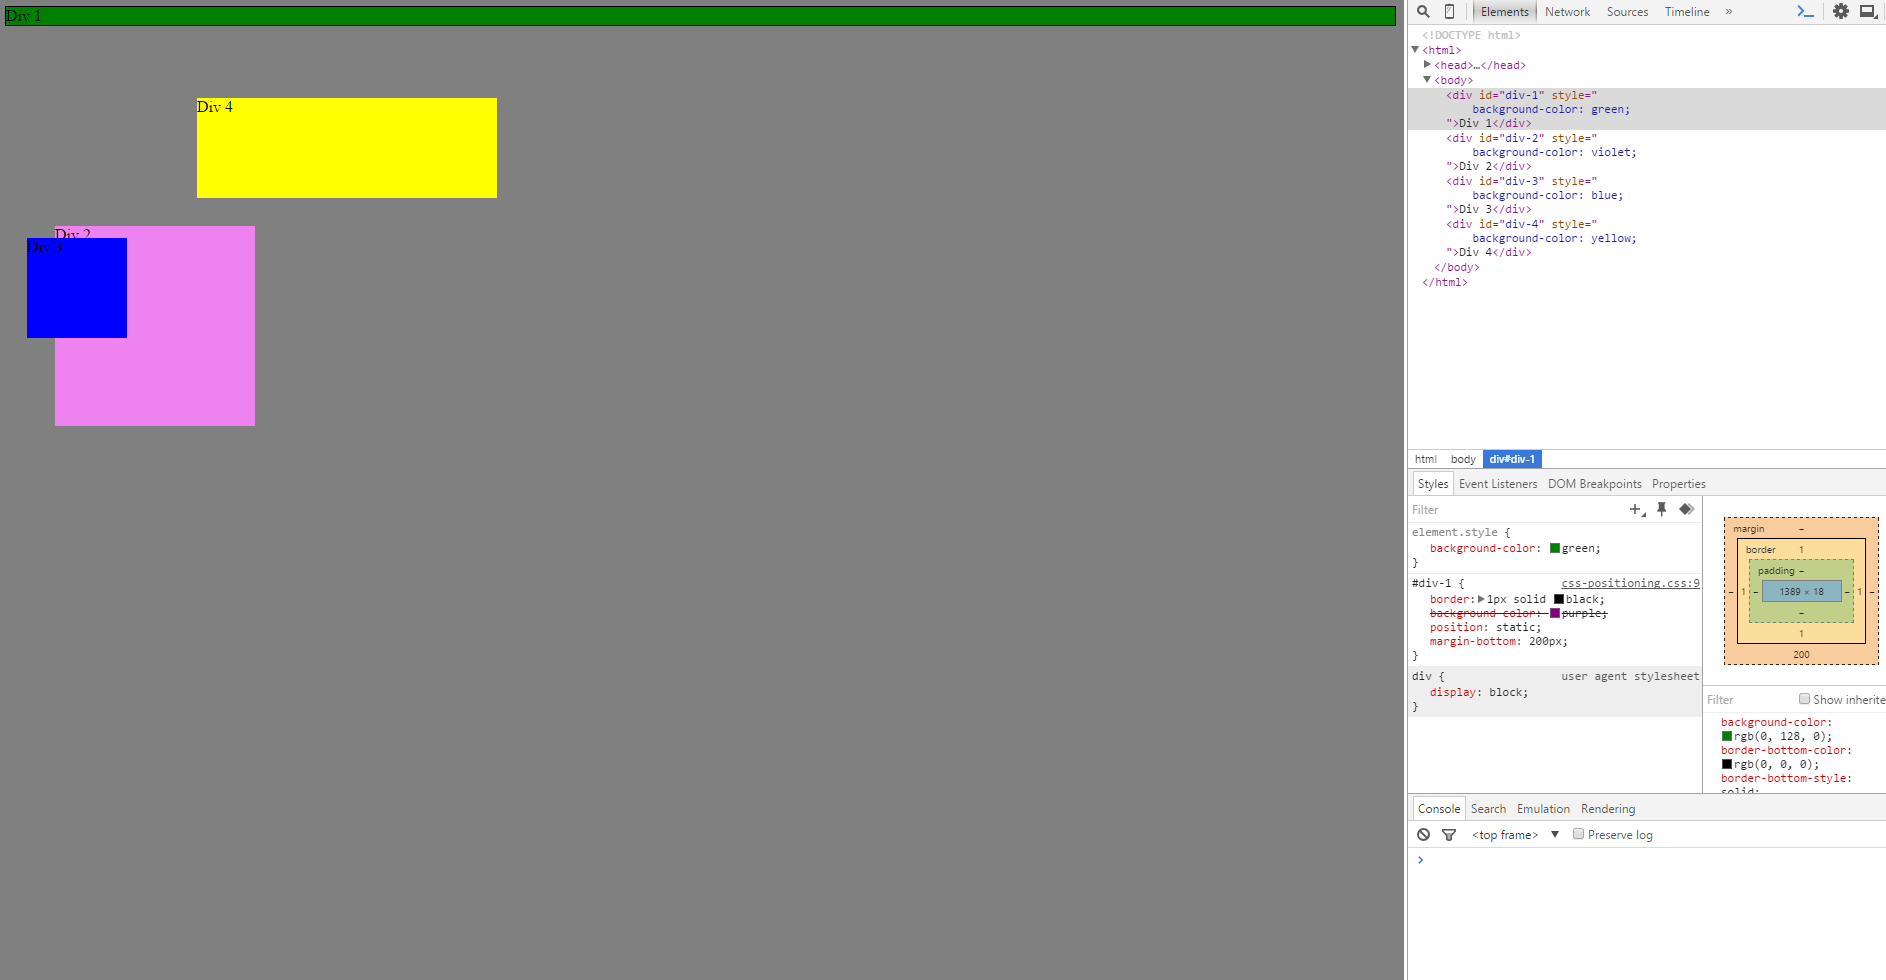 Div 1
Div 4
Div 2
Div 3
Elements Network Sources Timeline »
<!DOCTYPE html>
<html>
<head>…</head>
<body>
<div id="div-1" style="
background-color: green;
">Div 1</div>
<div id="div-2" style="
background-color: violet;
">Div 2</div>
<div id="div-3" style="
background-color: blue;
">Div 3</div>
<div id="div-4" style="
background-color: yellow;
">Div 4</div>
</body>
</html>
html body div#div-1
Styles Event Listeners DOM Breakpoints Properties
Filter
element.style {
background-color: green;
}
#div-1 { css-positioning.css:9
border: 1px solid black;
background-color: purple;
position: static;
margin-bottom: 200px;
}
div { user agent stylesheet
display: block;
}
margin –
border 1
padding –
– 1 – 1389 × 18 – 1 –
–
1
200
Filter Show inherite
background-color:
rgb(0, 128, 0);
border-bottom-color:
rgb(0, 0, 0);
border-bottom-style:
solid;
Console Search Emulation Rendering
<top frame> ▼ Preserve log
>